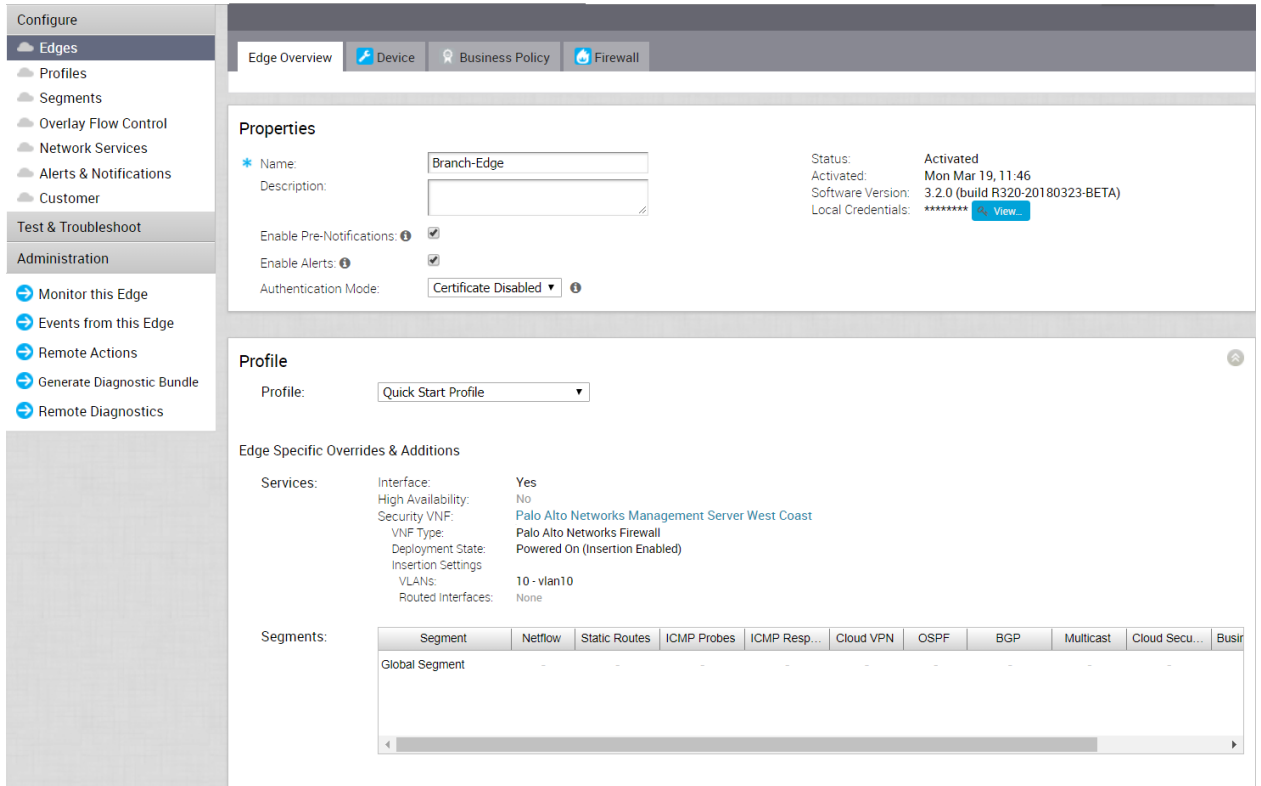 Configure
Edges
Profiles
Segments
Overlay Flow Control
Network Services
Alerts & Notifications
Customer
Test & Troubleshoot
Administration
Monitor this Edge
Events from this Edge
Remote Actions
Generate Diagnostic Bundle
Remote Diagnostics
Edge Overview Device Business Policy Firewall
Properties
* Name: Branch-Edge
Description:
Enable Pre-Notifications:
Enable Alerts:
Authentication Mode: Certificate Disabled
Status: Activated
Activated: Mon Mar 19, 11:46
Software Version: 3.2.0 (build R320-20180323-BETA)
Local Credentials: ******** View...
Profile
Profile: Quick Start Profile
Edge Specific Overrides & Additions
Services: Interface: Yes
High Availability: No
Security VNF: Palo Alto Networks Management Server West Coast
VNF Type: Palo Alto Networks Firewall
Deployment State: Powered On (Insertion Enabled)
Insertion Settings
VLANs: 10 - vlan10
Routed Interfaces: None
Segments: Segment Netflow Static Routes ICMP Probes ICMP Resp... Cloud VPN OSPF BGP Multicast Cloud Secu... Busir
Global Segment - - - - - - - - -